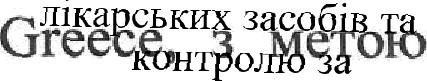 лікарських засобів та
Greece, з метою
контролю за